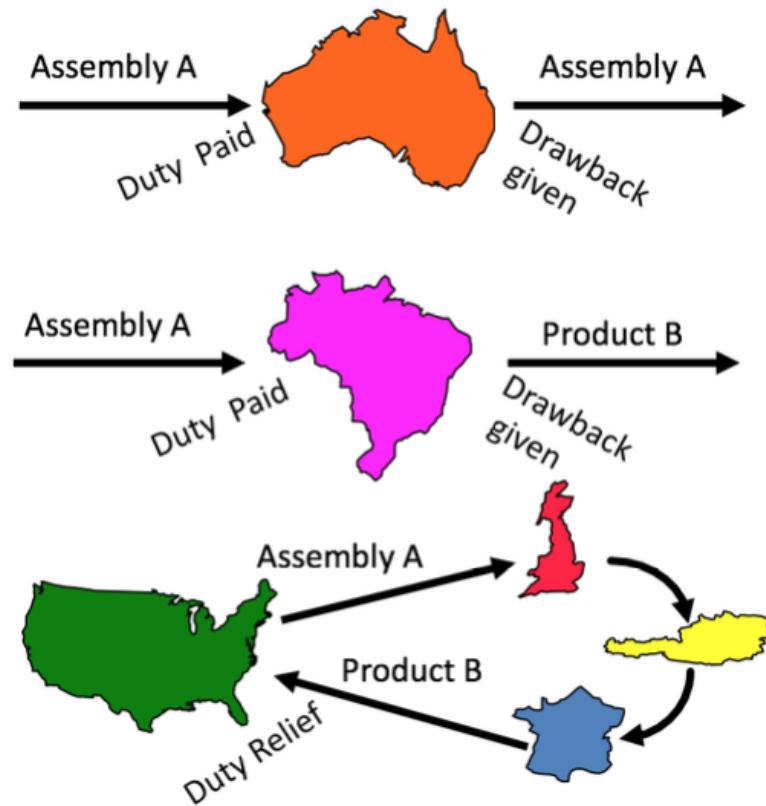 Assembly A
Assembly A
Duty Paid
Drawback
given
Assembly A
Product B
Duty Paid
Drawback
given
Assembly A
Product B
Duty Relief